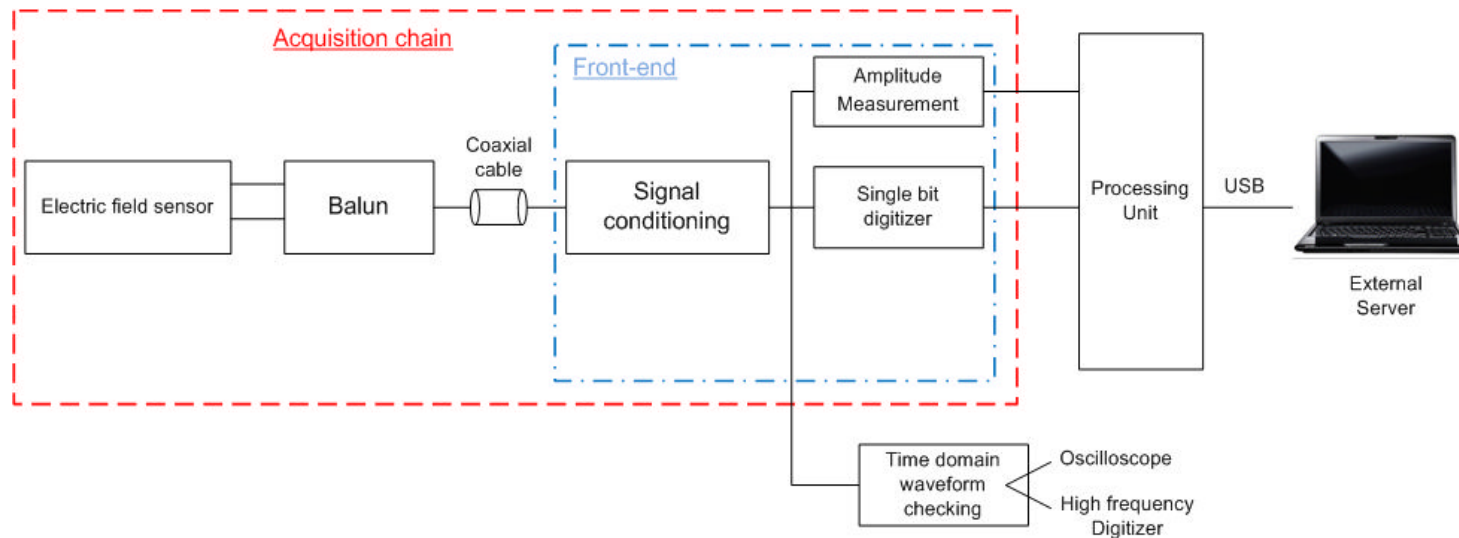 Acquisition chain
Front-end
Amplitude
Measurement
Coaxial
cable
Electric field sensor
Balun
Signal
conditioning
Single bit
digitizer
Processing
Unit
USB
External
Server
Time domain
waveform
checking
Oscilloscope
High frequency
Digitizer